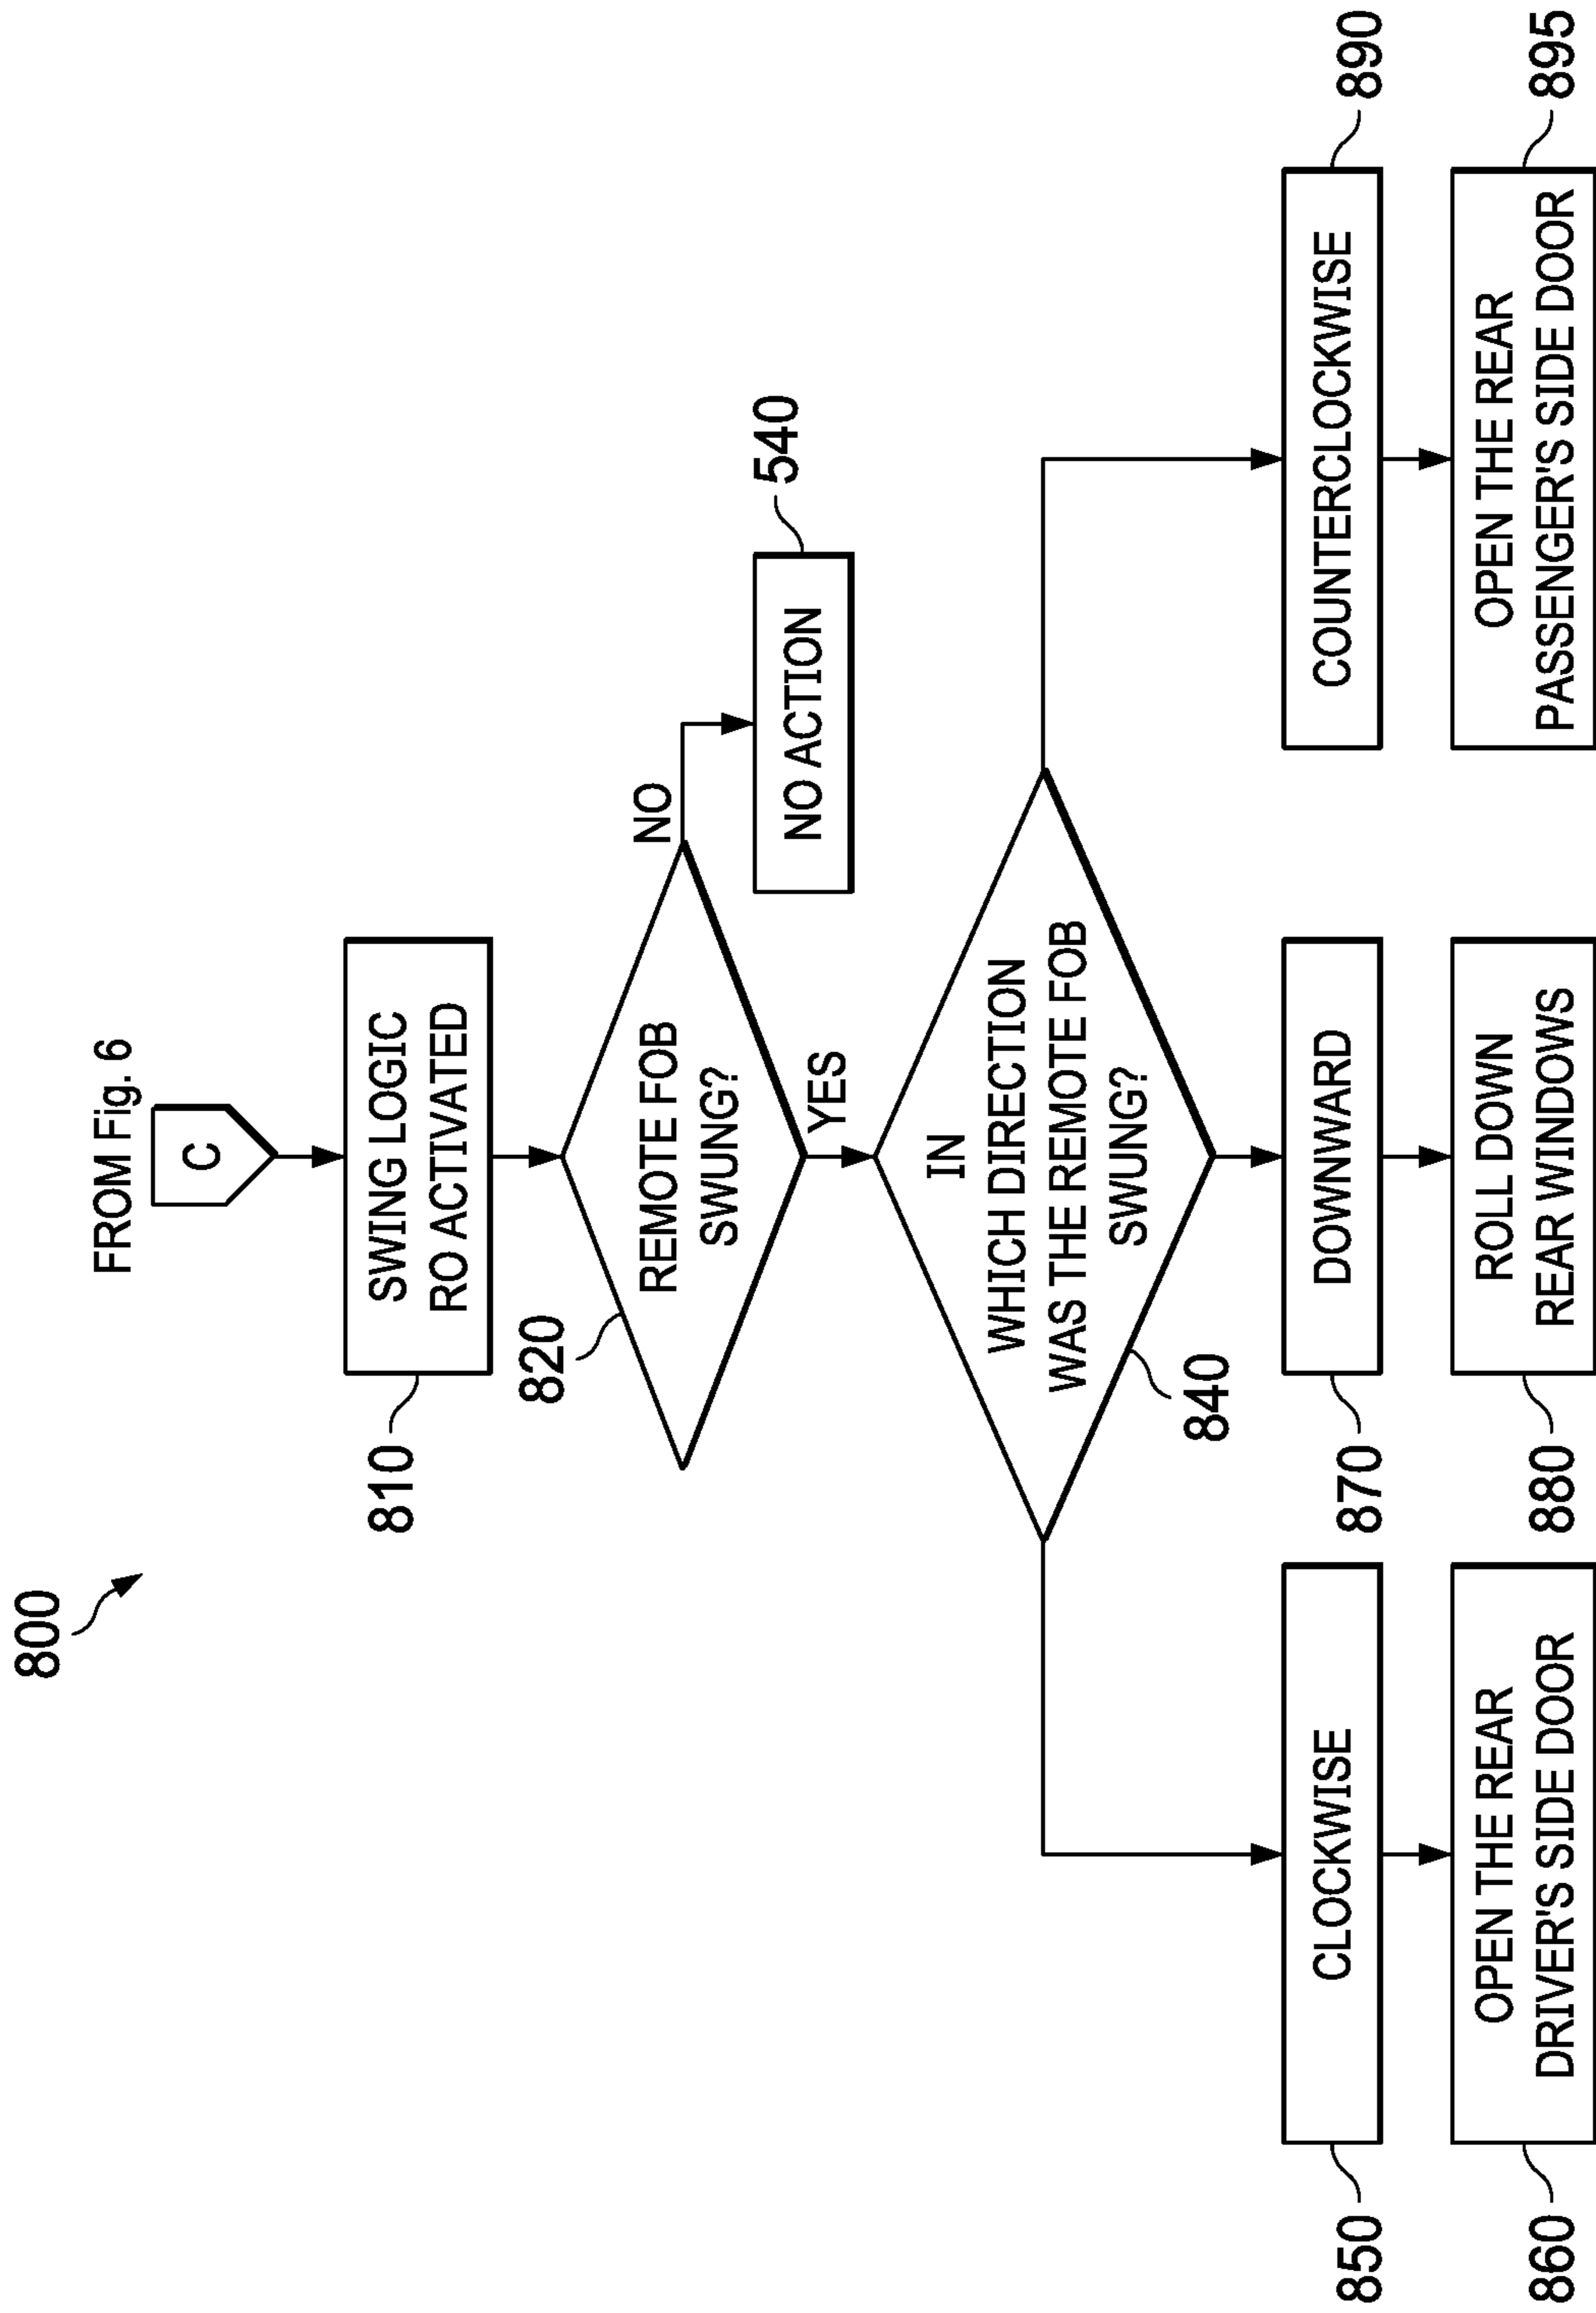 800
FROM Fig. 6
C
810
SWING LOGIC
RO ACTIVATED
820
REMOTE FOB
SWUNG?
NO
YES
NO ACTION
540
IN
WHICH DIRECTION
WAS THE REMOTE FOB
SWUNG?
840
850
CLOCKWISE
870
DOWNWARD
COUNTERCLOCKWISE
890
860
OPEN THE REAR
DRIVER'S SIDE DOOR
880
ROLL DOWN
REAR WINDOWS
OPEN THE REAR
PASSENGER'S SIDE DOOR
895